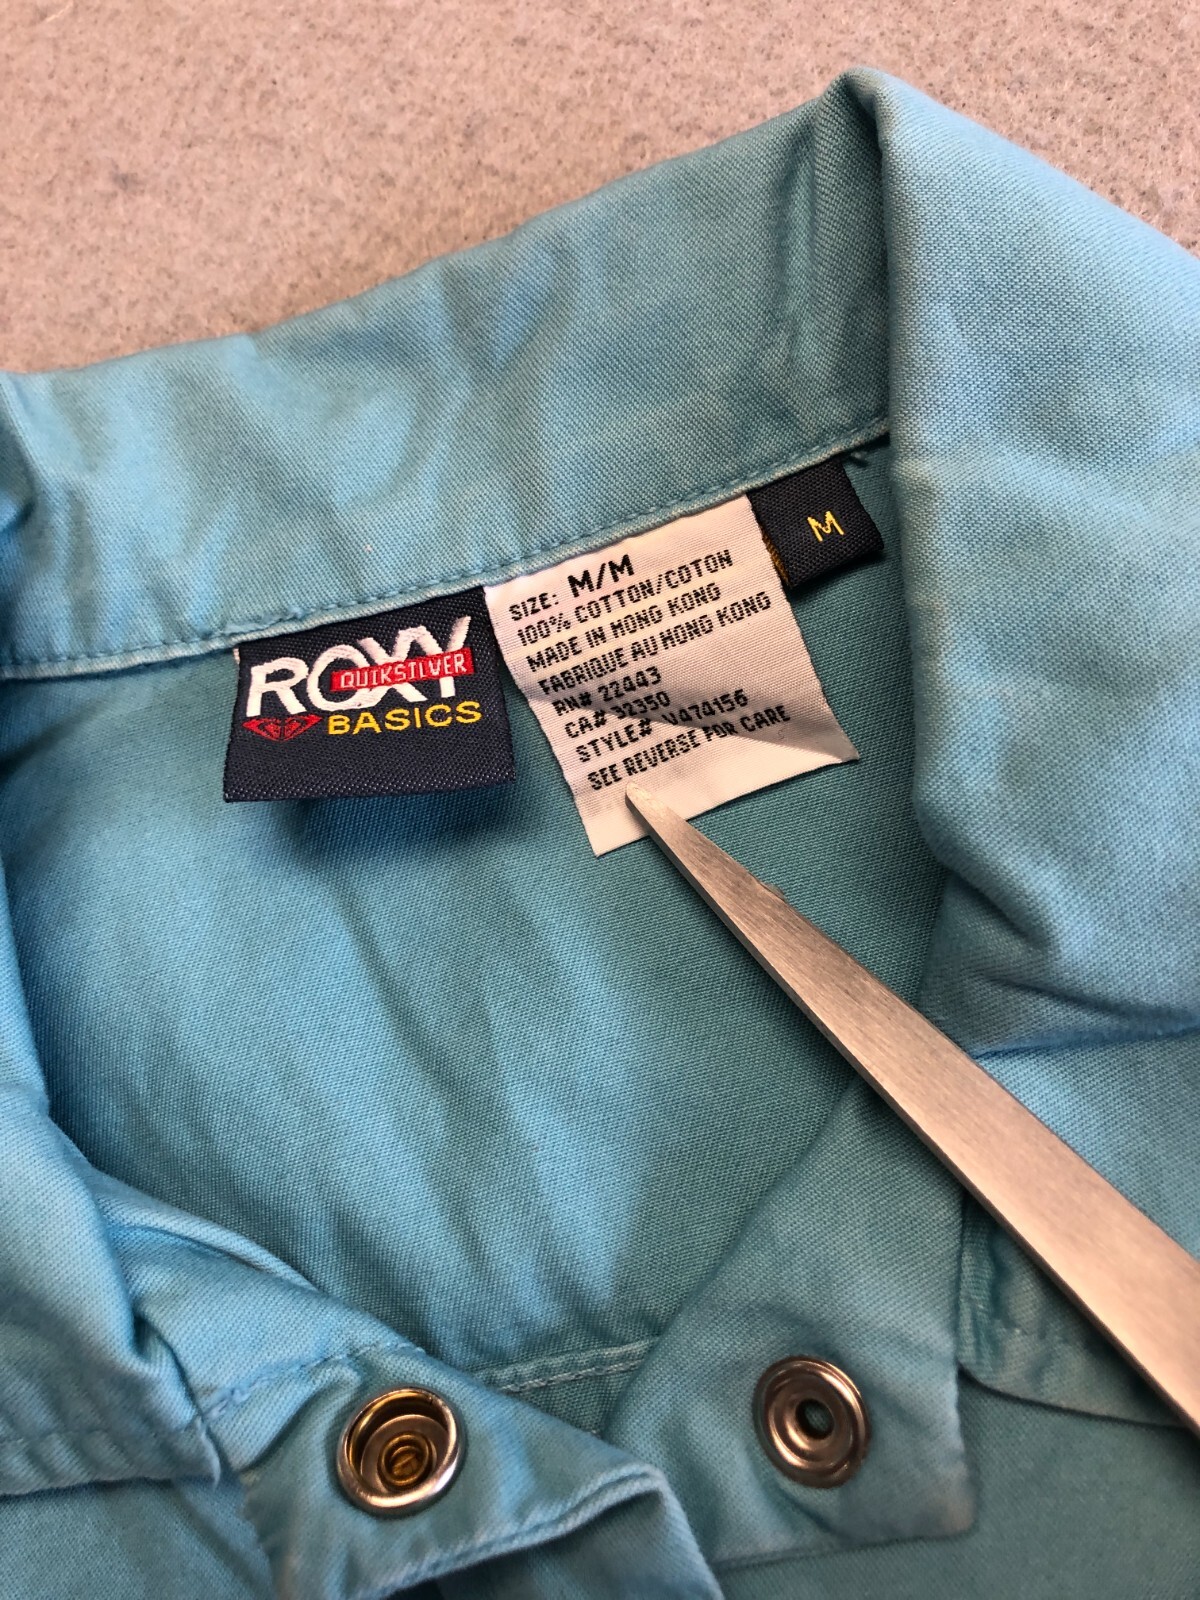 ROXY
QUIKSILVER
BASICS
SIZE: M/M
100% COTTON/COTON
MADE IN HONG KONG
FABRIQUE AU HONG KONG
RN# 22443
CA# 32350
STYLE# VA74156
SEE REVERSE FOR CARE
M